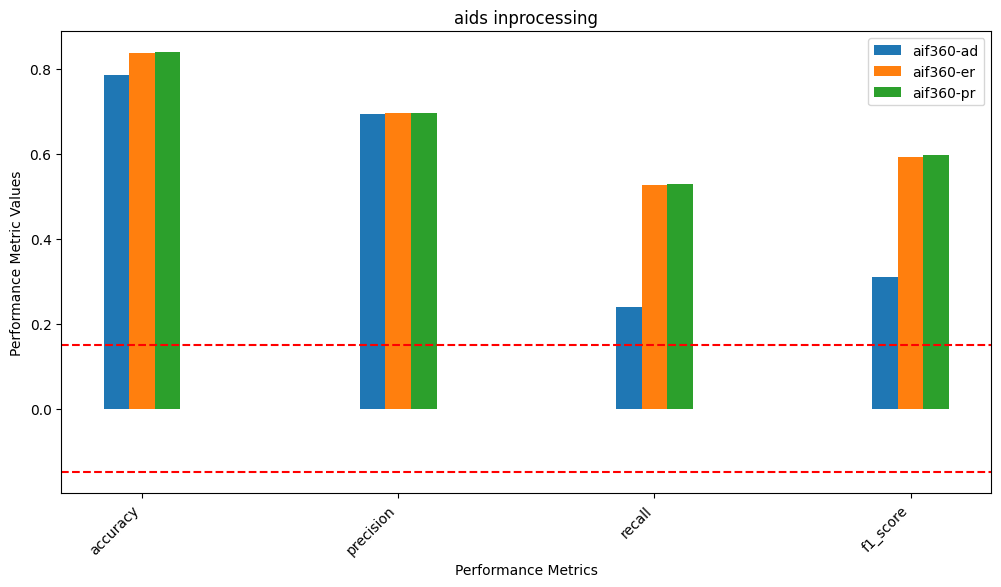 aids inprocessing
aif360-ad
aif360-er
aif360-pr
Performance Metric Values
0.8
0.6
0.4
0.2
0.0
accuracy
precision
recall
f1_score
Performance Metrics